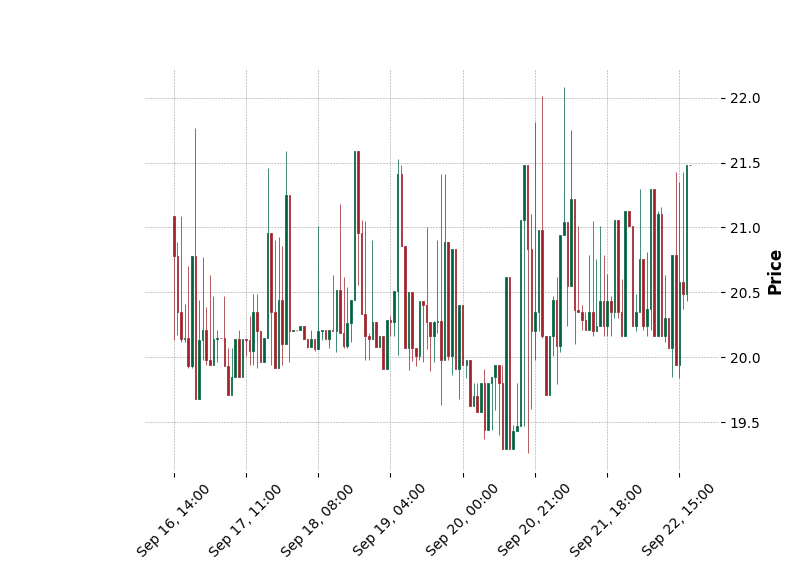 22.0
21.5
21.0
20.5
20.0
19.5
Price
Sep 16, 14:00
Sep 17, 11:00
Sep 18, 08:00
Sep 19, 04:00
Sep 20, 00:00
Sep 20, 21:00
Sep 21, 18:00
Sep 22, 15:00